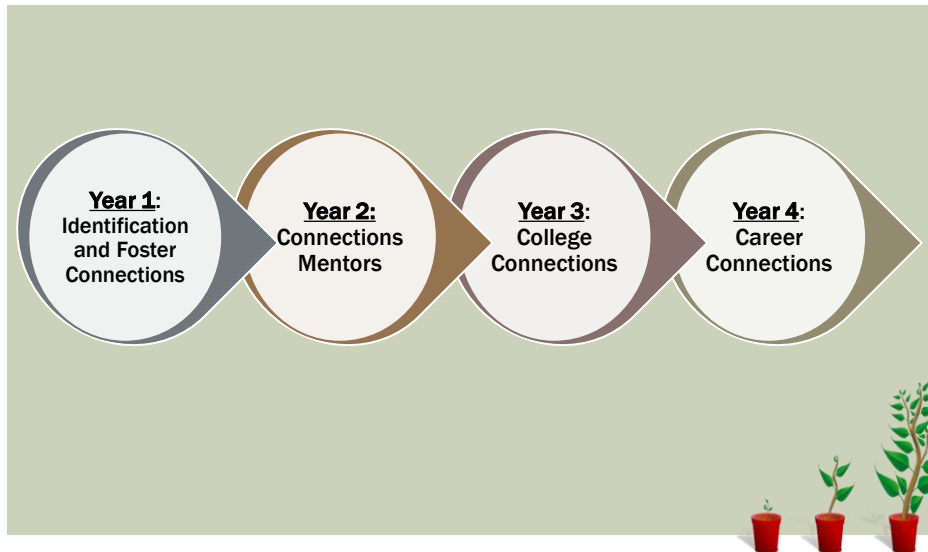 Year 1:
Identification
and Foster
Connections
Year 2:
Connections
Mentors
Year 3:
College
Connections
Year 4:
Career
Connections